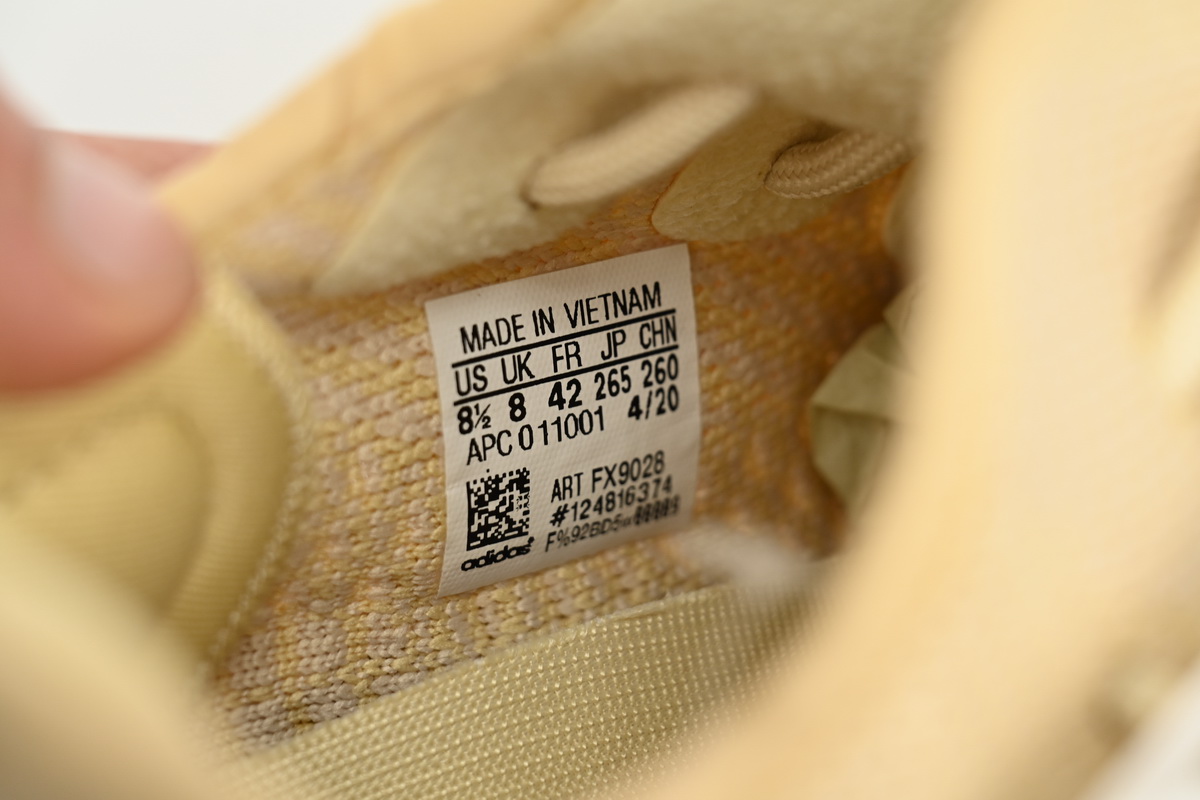 MADE IN VIETNAM
US UK FR JP CHN
8½ 8 42 265 260
APC 011001 4/20
ART FX9028
#124816374
adidas